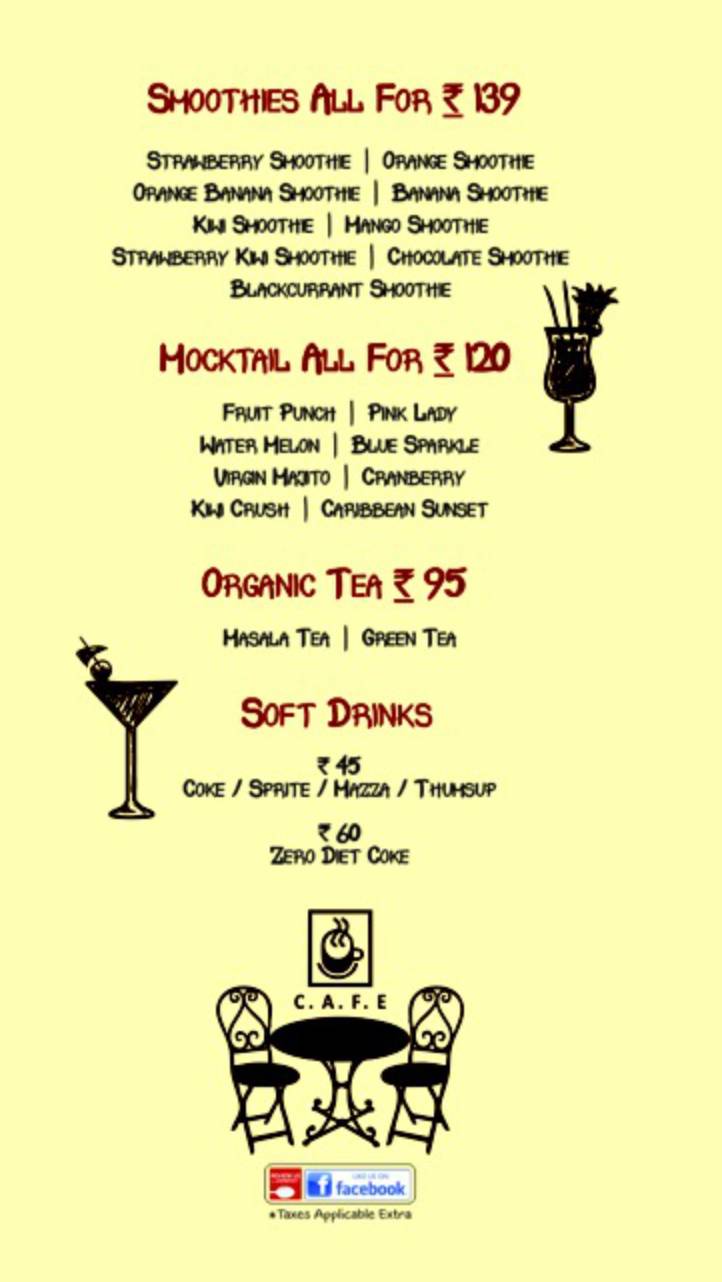 Smoothies All For ₹ 139
Strawberry Smoothie | Orange Smoothie
Orange Banana Smoothie | Banana Smoothie
Kiwi Smoothie | Mango Smoothie
Strawberry Kiwi Smoothie | Chocolate Smoothie
Blackcurrant Smoothie
Mocktail All For ₹ 120
Fruit Punch | Pink Lady
Water Melon | Blue Sparkle
Virgin Majito | Cranberry
Kiwi Crush | Caribbean Sunset
Organic Tea ₹ 95
Masala Tea | Green Tea
Soft Drinks
₹ 45
Coke / Sprite / Mazza / Thumsup
₹ 60
Zero Diet Coke
C. A. F. E
LIKE US ON
facebook
*Taxes Applicable Extra